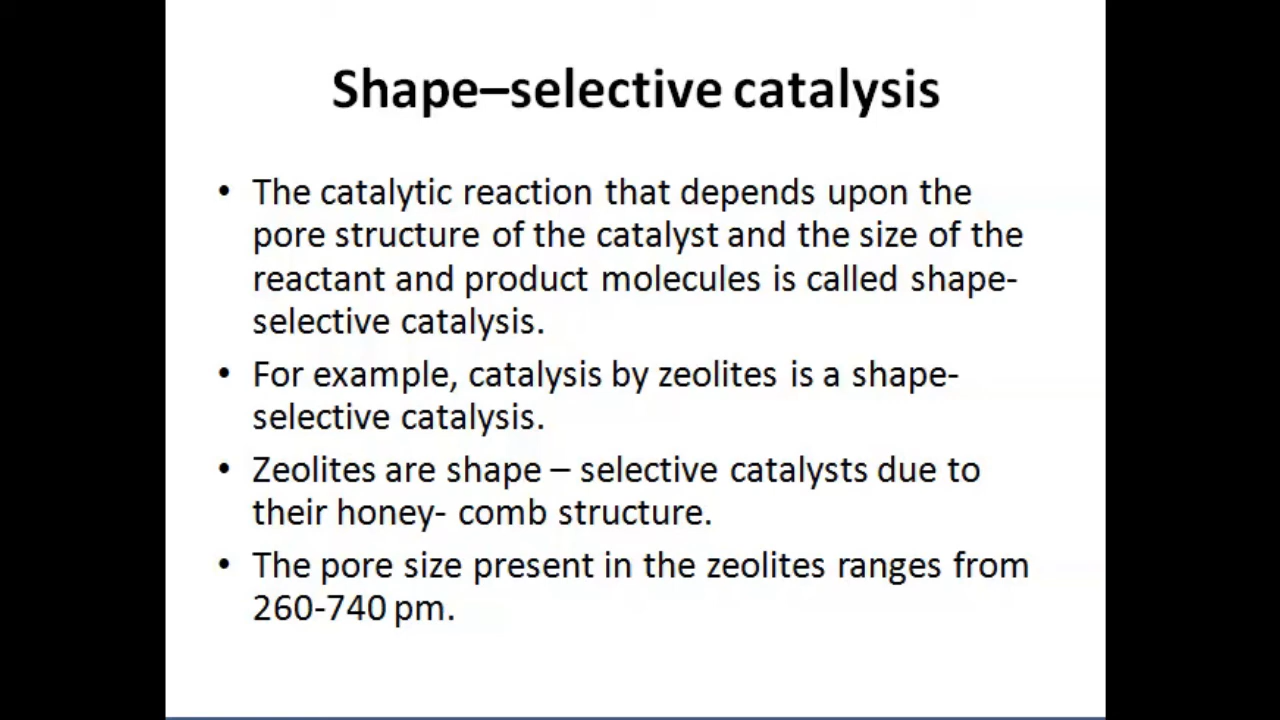 Shape–selective catalysis
• The catalytic reaction that depends upon the
pore structure of the catalyst and the size of the
reactant and product molecules is called shape-
selective catalysis.
• For example, catalysis by zeolites is a shape-
selective catalysis.
• Zeolites are shape – selective catalysts due to
their honey- comb structure.
• The pore size present in the zeolites ranges from
260-740 pm.